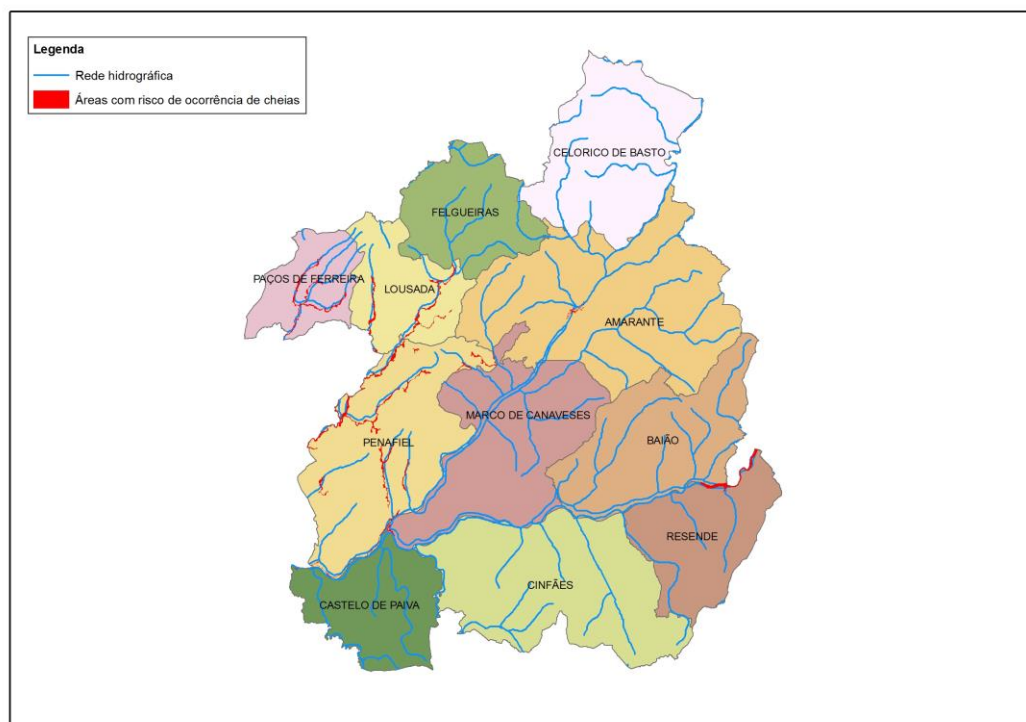 Legenda
Rede hidrográfica
Áreas com risco de ocorrência de cheias
CELORICO DE BASTO
FELGUEIRAS
PAÇOS DE FERREIRA
LOUSADA
AMARANTE
MARCO DE CANAVESES
PENAFIEL
BAIÃO
RESENDE
CINFÃES
CASTELO DE PAIVA